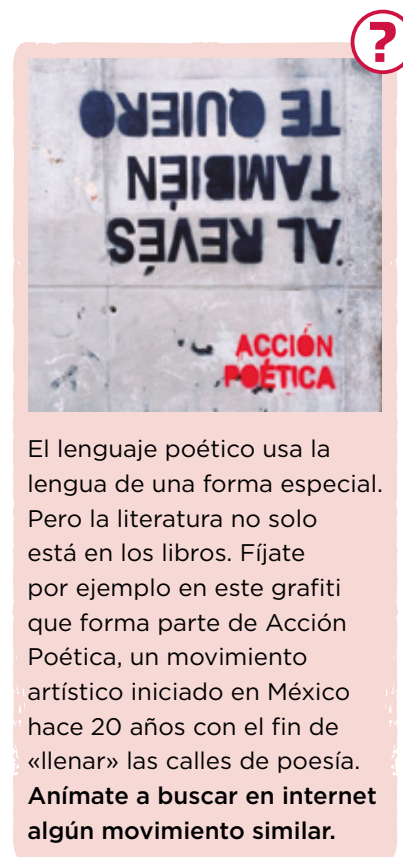 ?
AL REVÉS
TAMBIÉN
TE QUIERO
ACCIÓN
POÉTICA
El lenguaje poético usa la
lengua de una forma especial.
Pero la literatura no solo
está en los libros. Fíjate
por ejemplo en este grafiti
que forma parte de Acción
Poética, un movimiento
artístico iniciado en México
hace 20 años con el fin de
«llenar» las calles de poesía.
Anímate a buscar en internet
algún movimiento similar.